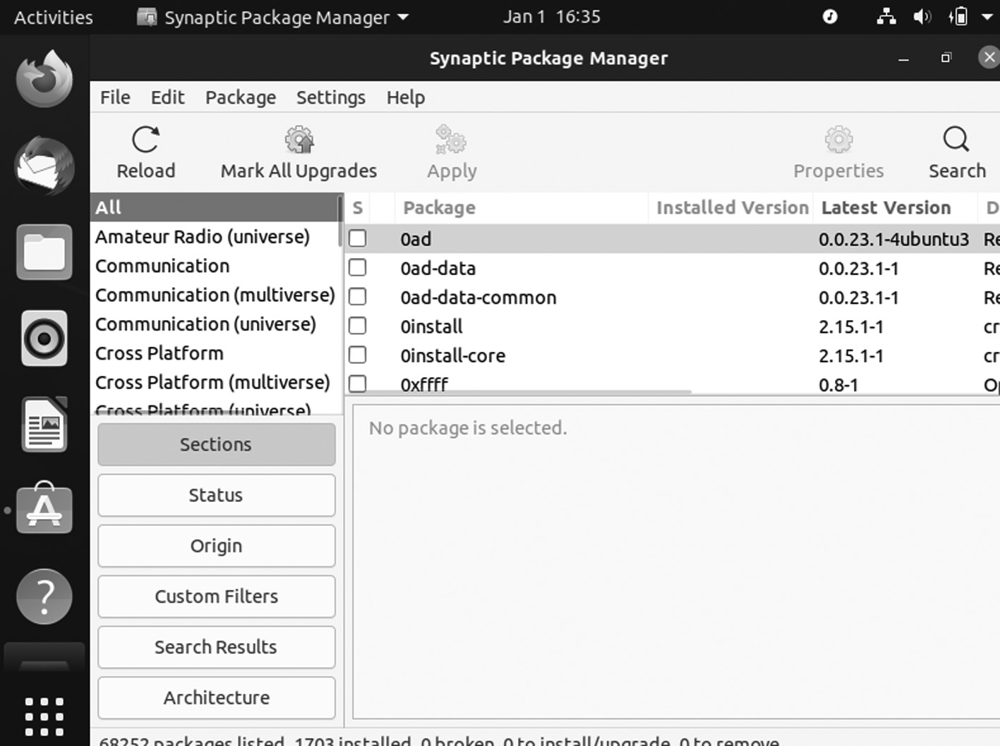 Activities Synaptic Package Manager Jan 1 16:35
Synaptic Package Manager
File Edit Package Settings Help
Reload Mark All Upgrades Apply Properties Search
All
Amateur Radio (universe)
Communication
Communication (multiverse)
Communication (universe)
Cross Platform
Cross Platform (multiverse)
Cross Platform (universe)
S Package Installed Version Latest Version D
0ad 0.0.23.1-4ubuntu3 Re
0ad-data 0.0.23.1-1
0ad-data-common 0.0.23.1-1 Re
0install 2.15.1-1 cr
0install-core 2.15.1-1 cr
0xffff 0.8-1 Op
Sections
Status
Origin
Custom Filters
Search Results
Architecture
No package is selected.
68252 packages listed, 1703 installed, 0 broken. 0 to install/upgrade, 0 to remove